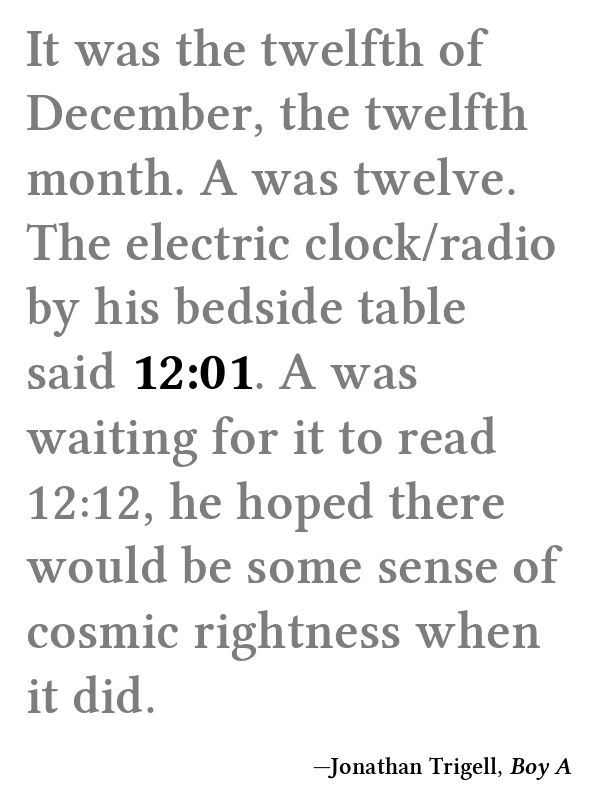 It was the twelfth of
December, the twelfth
month. A was twelve.
The electric clock/radio
by his bedside table
said 12:01. A was
waiting for it to read
12:12, he hoped there
would be some sense of
cosmic rightness when
it did.
—Jonathan Trigell, Boy A